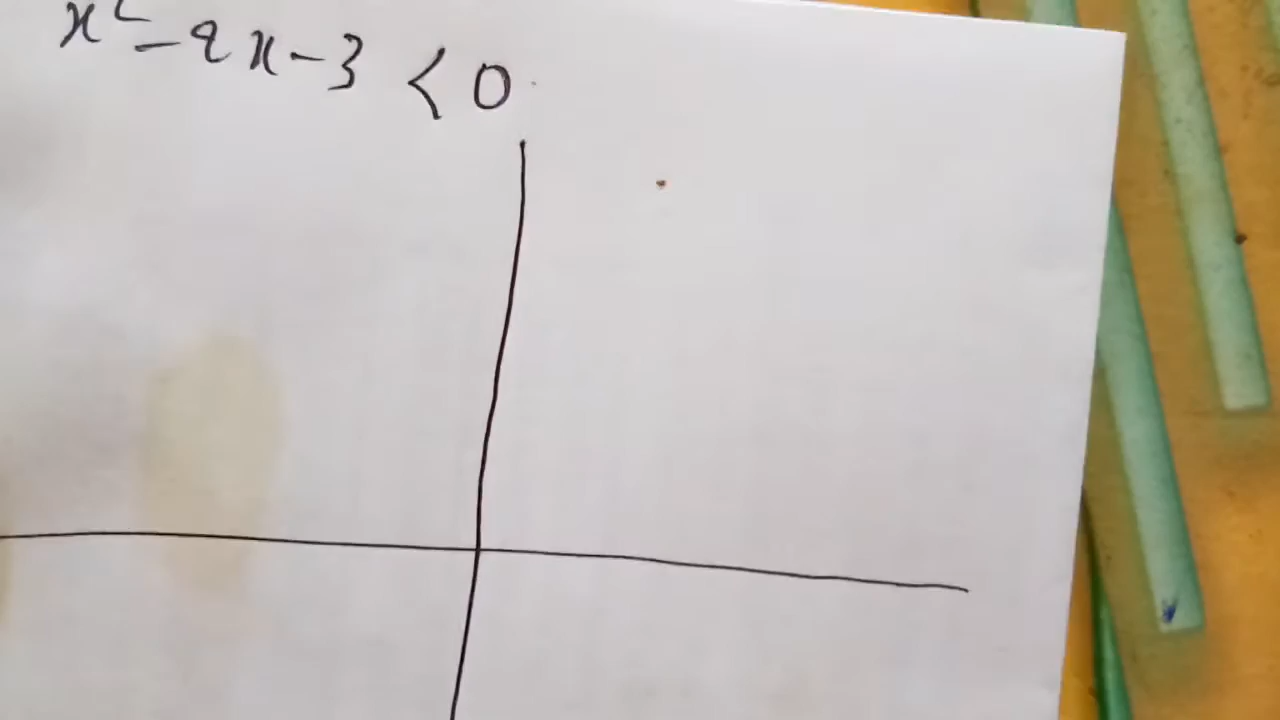 x² - 2x - 3 < 0